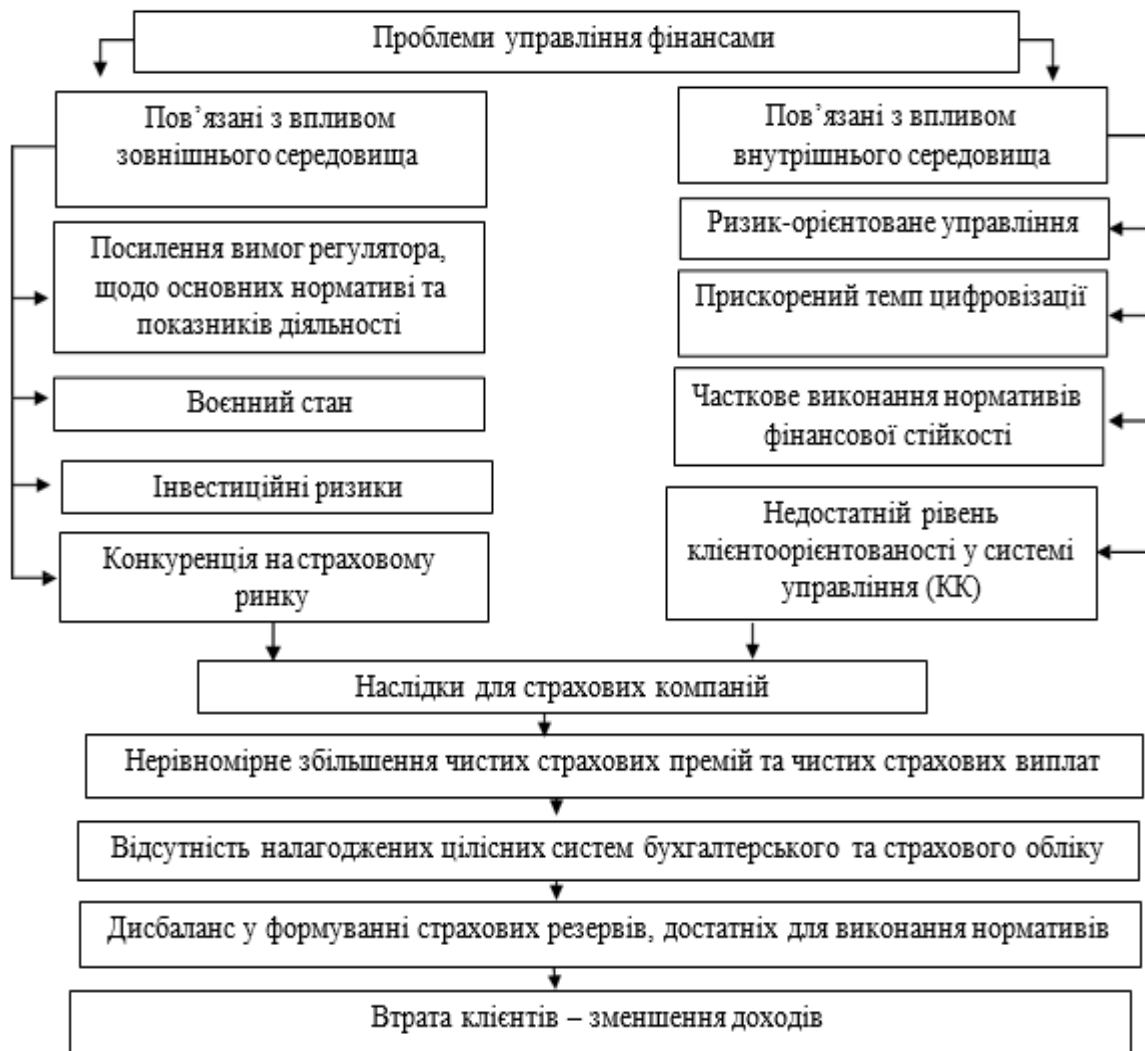 Проблеми управління фінансами
Пов’язані з впливом
зовнішнього середовища
Посилення вимог регулятора,
щодо основних нормативі та
показників діяльності
Воєнний стан
Інвестиційні ризики
Конкуренція на страховому
ринку
Пов’язані з впливом
внутрішнього середовища
Ризик-орієнтоване управління
Прискорений темп цифровізації
Часткове виконання нормативів
фінансової стійкості
Недостатній рівень
клієнтоорієнтованості у системі
управління (КК)
Наслідки для страхових компаній
Нерівномірне збільшення чистих страхових премій та чистих страхових виплат
Відсутність налагоджених цілісних систем бухгалтерського та страхового обліку
Дисбаланс у формуванні страхових резервів, достатніх для виконання нормативів
Втрата клієнтів – зменшення доходів